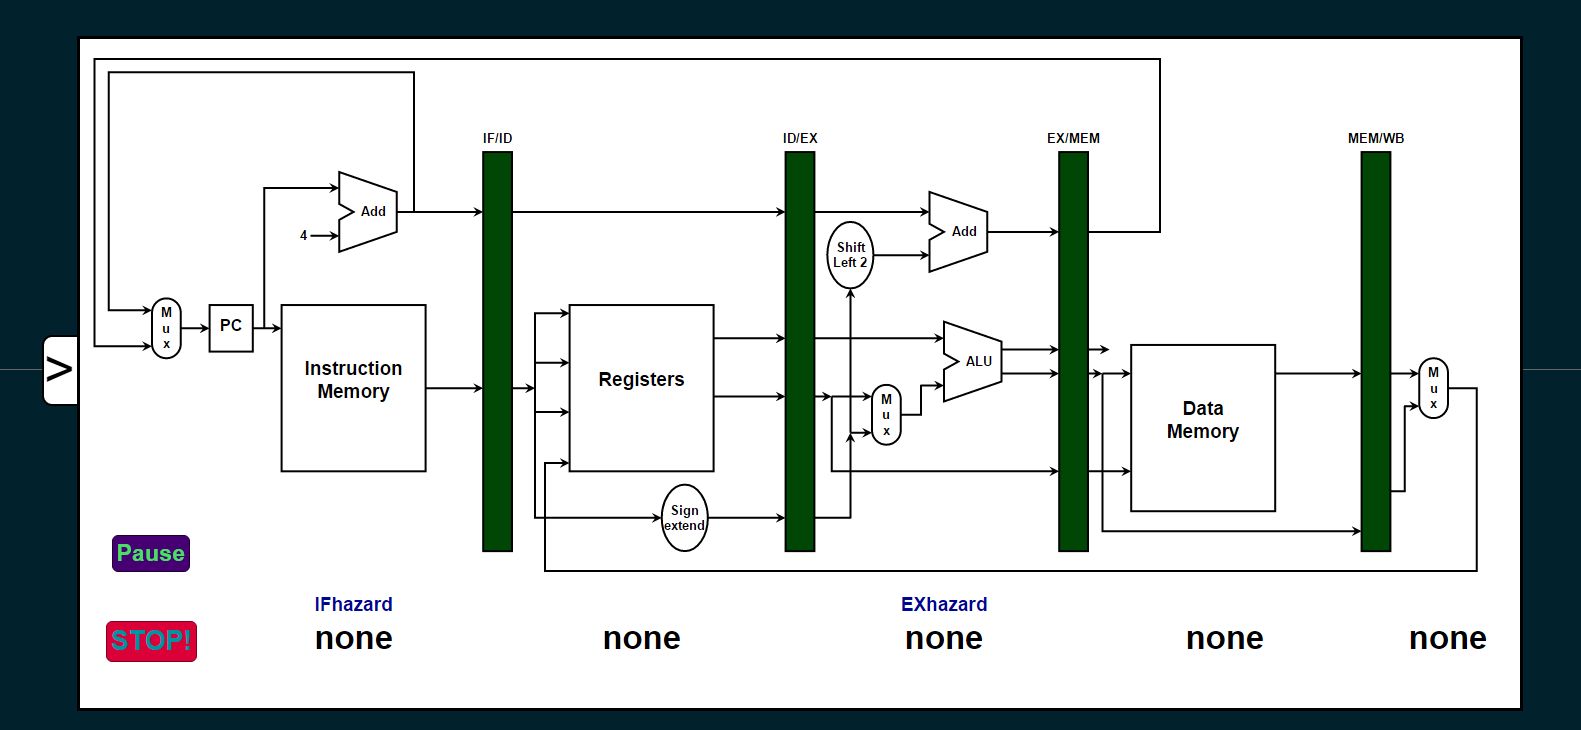 IF/ID
ID/EX
EX/MEM
MEM/WB
Add
4
Add
Shift
Left 2
M
u
x
PC
Instruction
Memory
Registers
M
u
x
ALU
Data
Memory
M
u
x
Sign
extend
>
Pause
STOP!
IFhazard
EXhazard
none
none
none
none
none